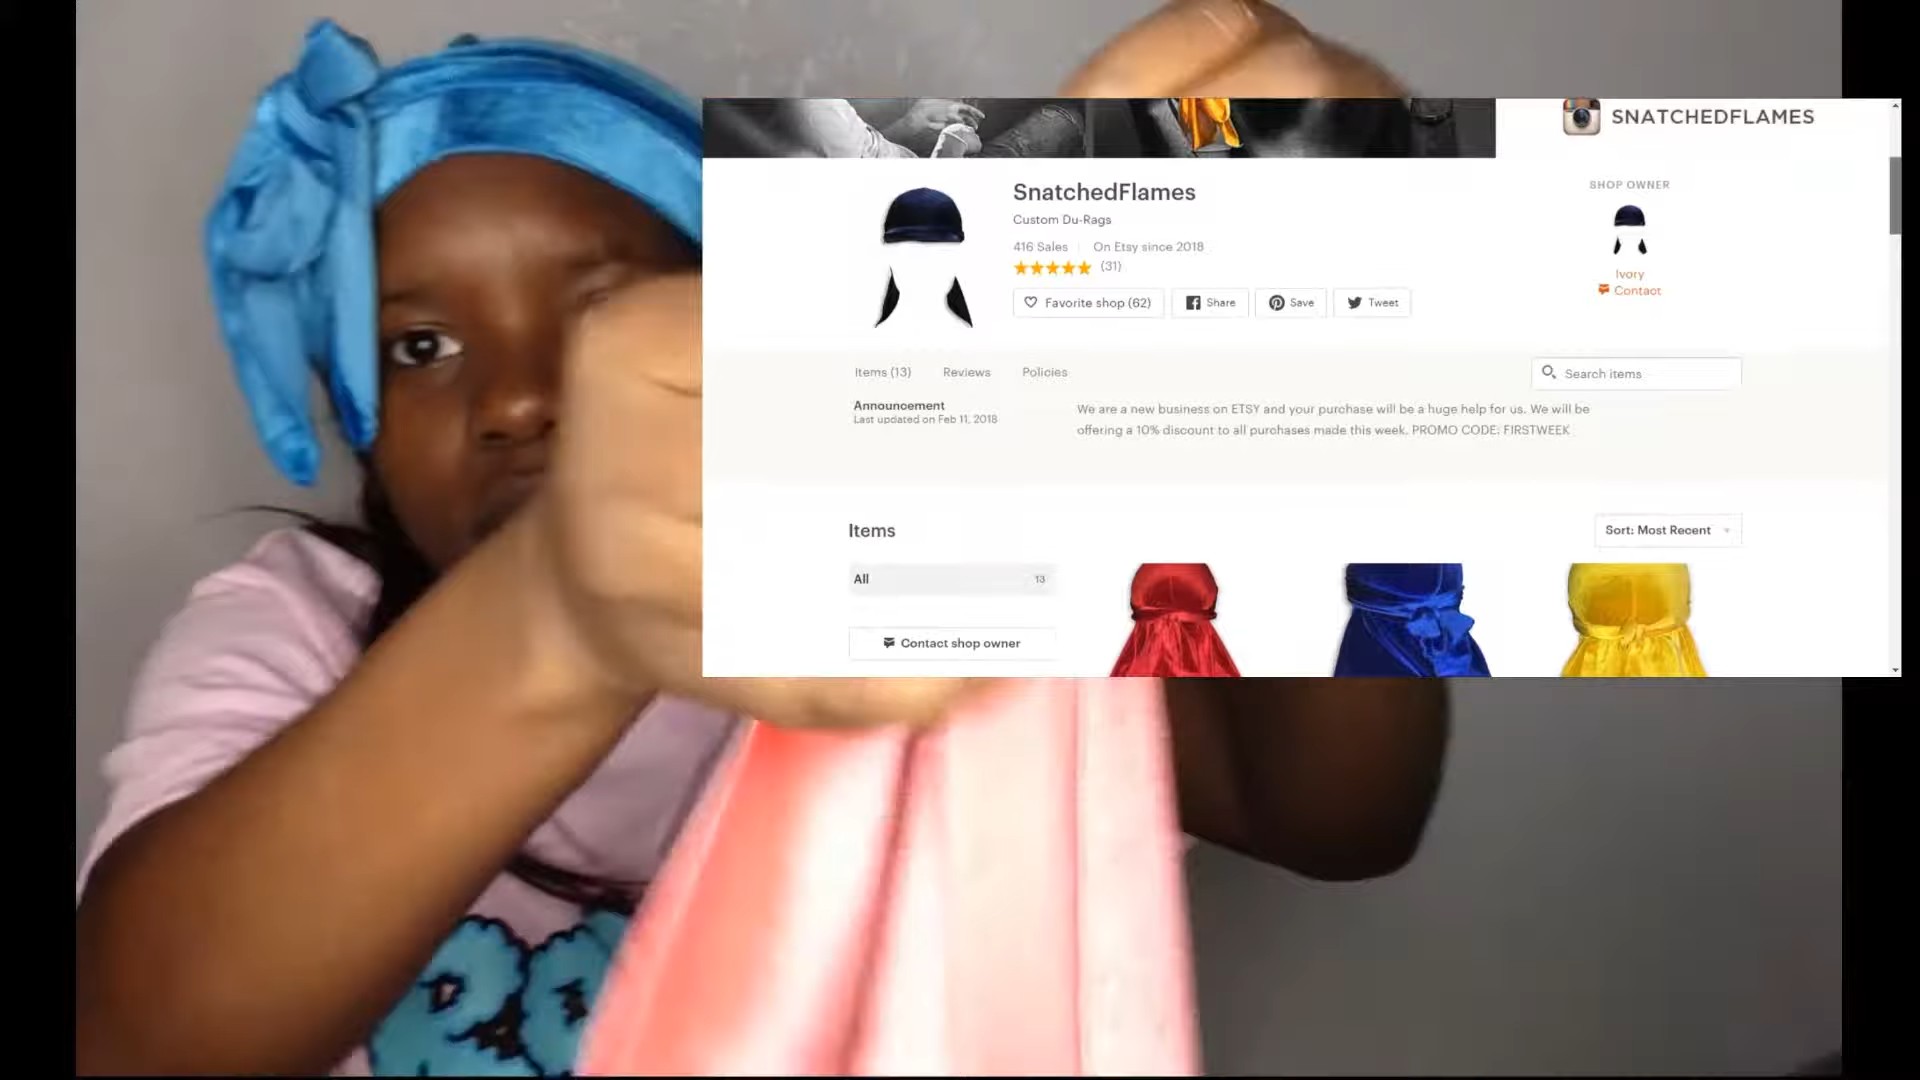 SNATCHEDFLAMES
SnatchedFlames
Custom Du-Rags
416 Sales
On Etsy since 2018
(31)
Favorite shop (62)
Share
Save
Tweet
SHOP OWNER
Ivory
Contact
Items (13)
Reviews
Policies
Search items
Announcement
Last updated on Feb 11, 2018
We are a new business on ETSY and your purchase will be a huge help for us. We will be
offering a 10% discount to all purchases made this week. PROMO CODE: FIRSTWEEK
Items
Sort: Most Recent
All
13
Contact shop owner